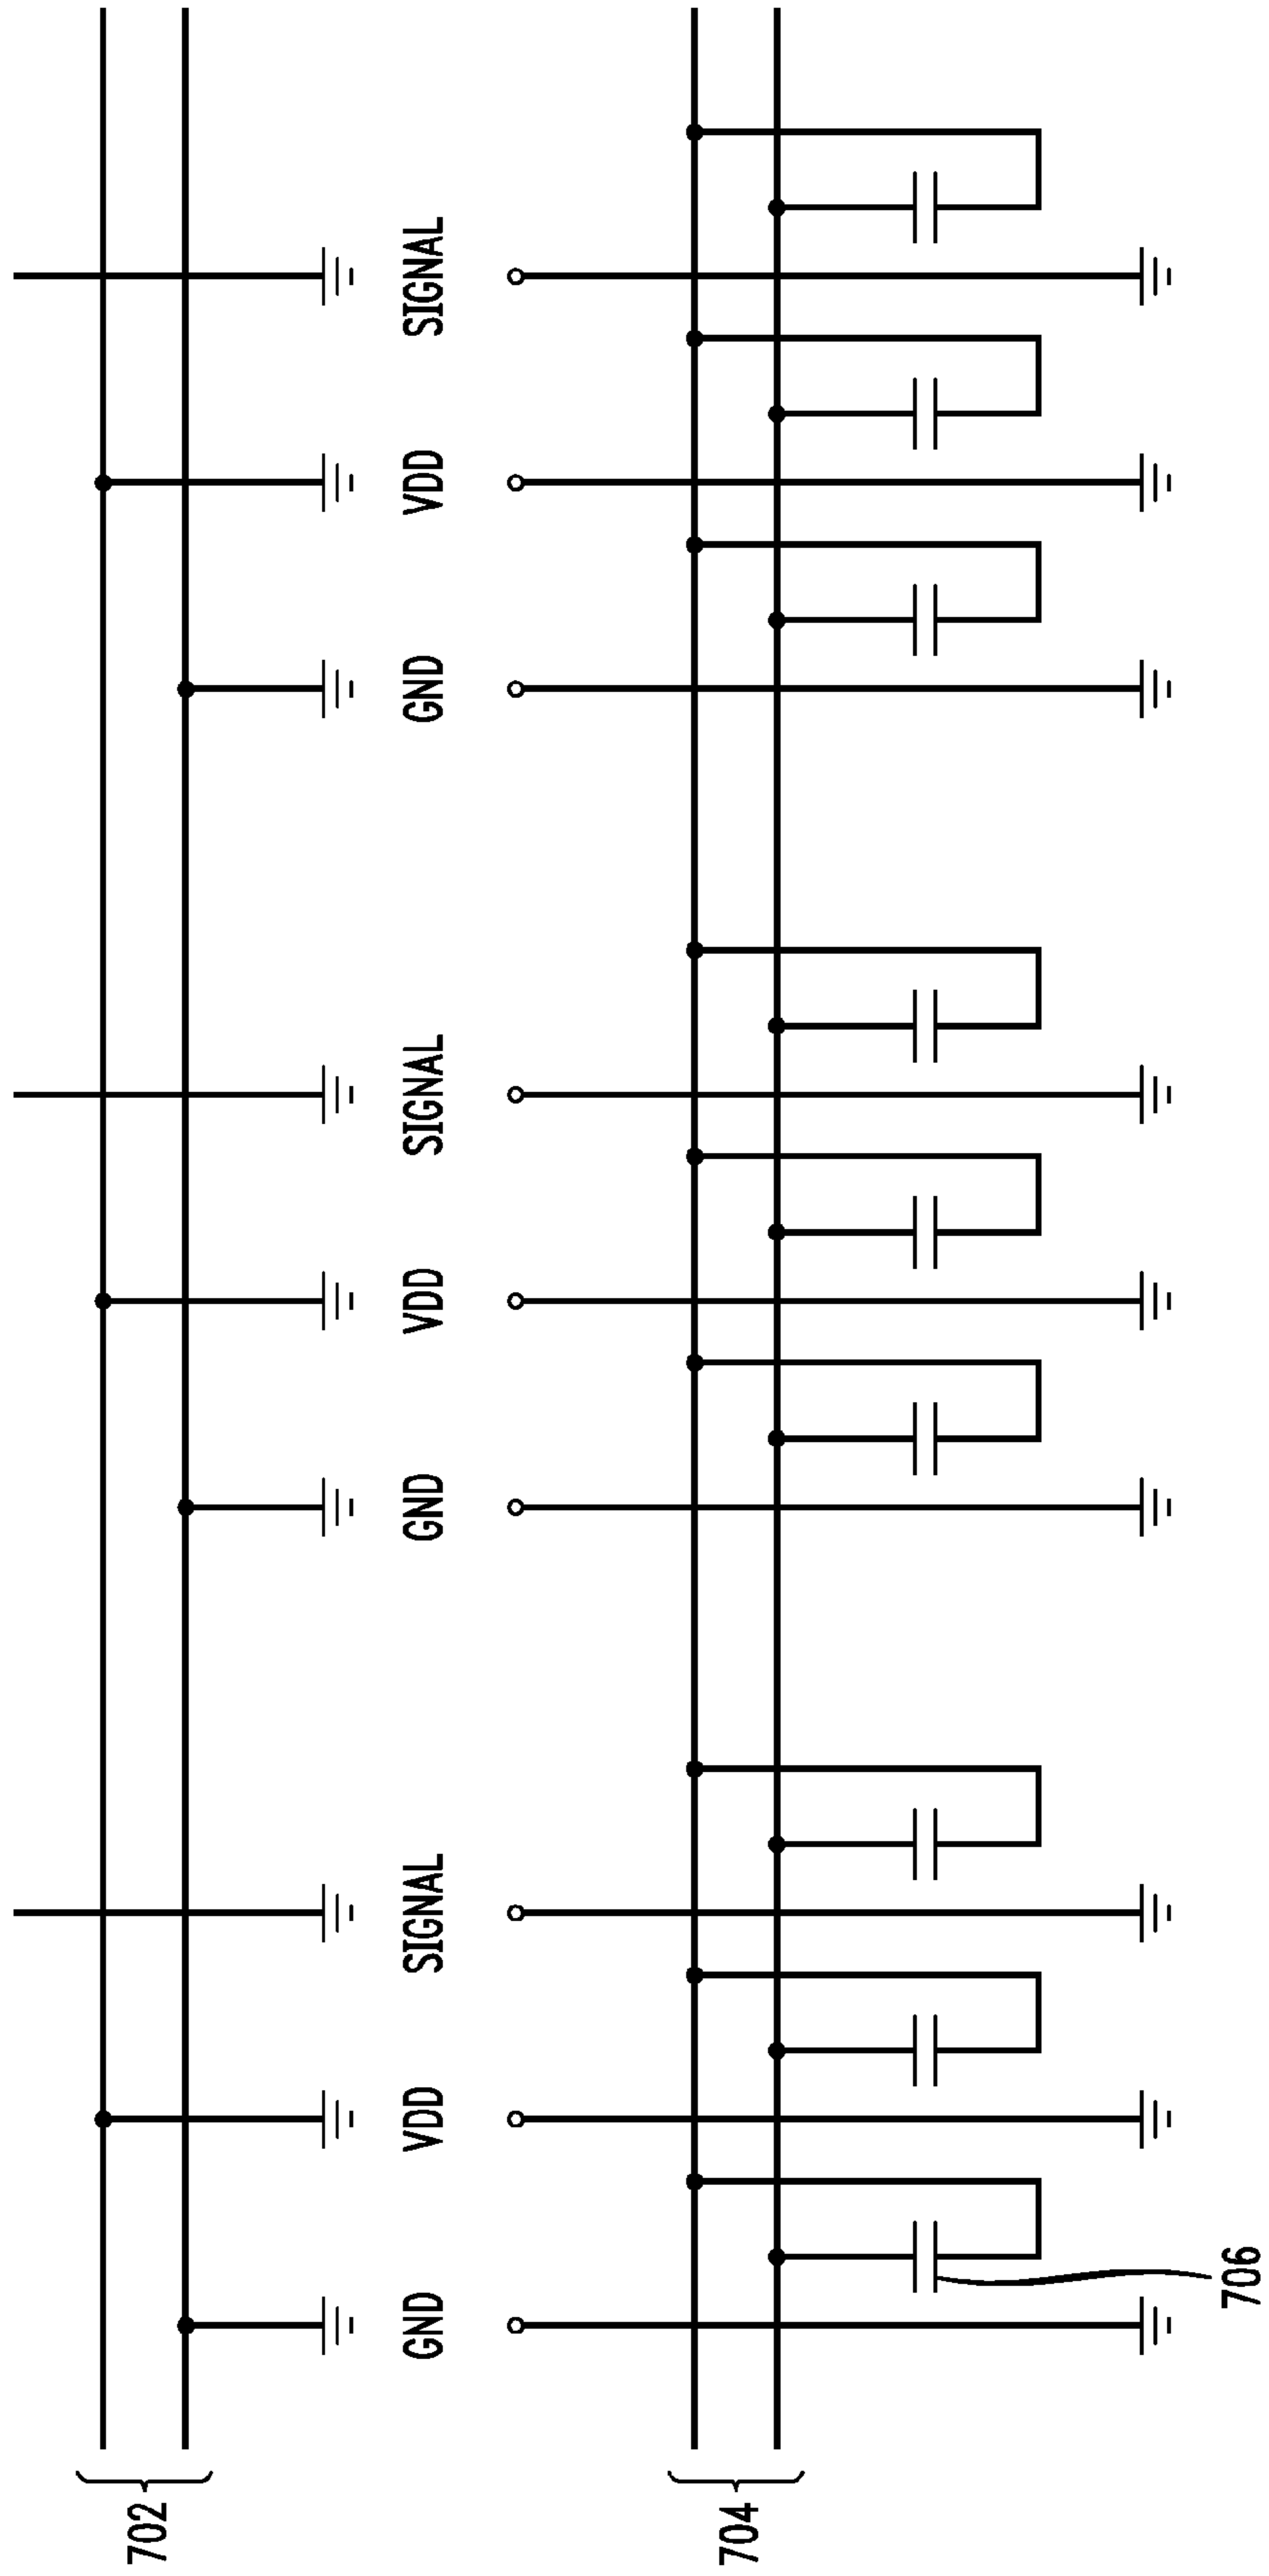 702
GND
VDD
SIGNAL
GND
VDD
SIGNAL
GND
VDD
SIGNAL
704
706